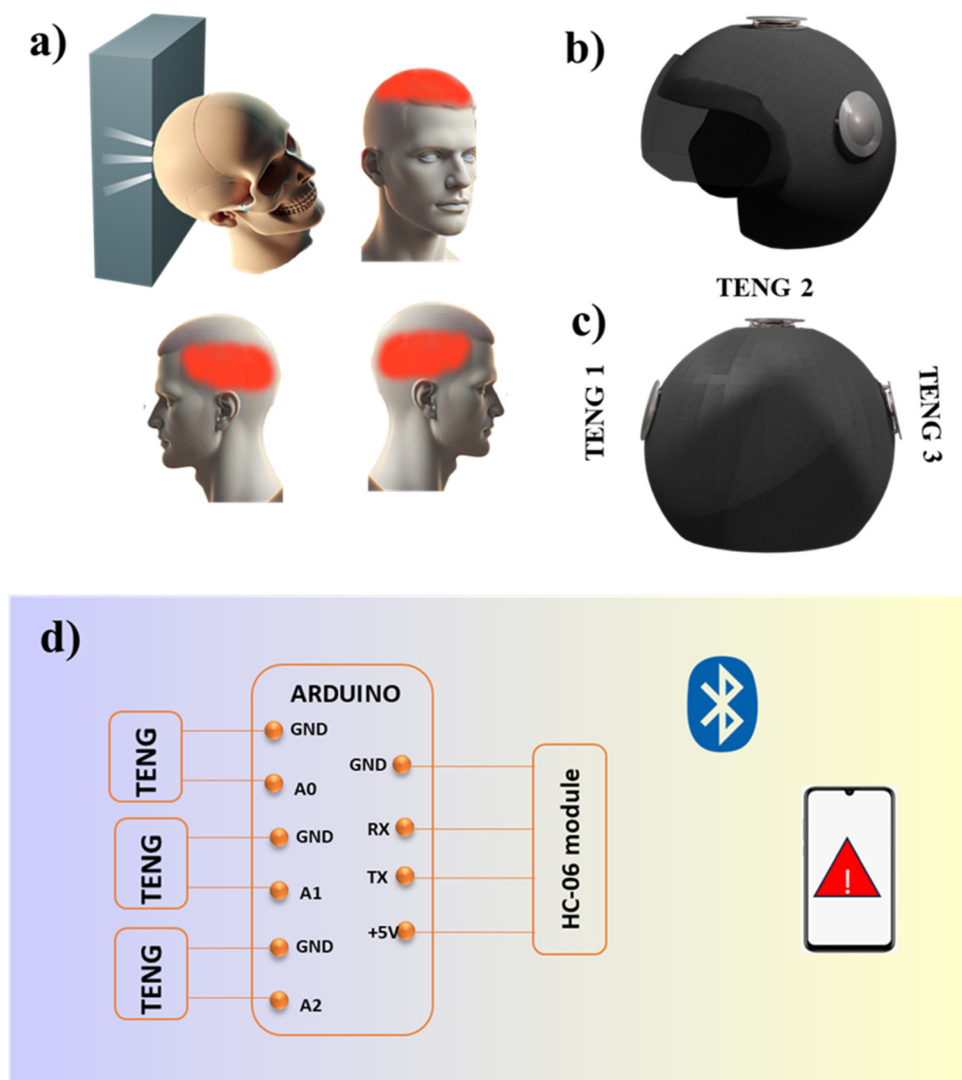 a)
b)
TENG 2
c)
TENG 1
TENG 3
d)
ARDUINO
TENG
GND
A0
TENG
GND
A1
TENG
GND
A2
GND
RX
TX
+5V
HC-06 module
!